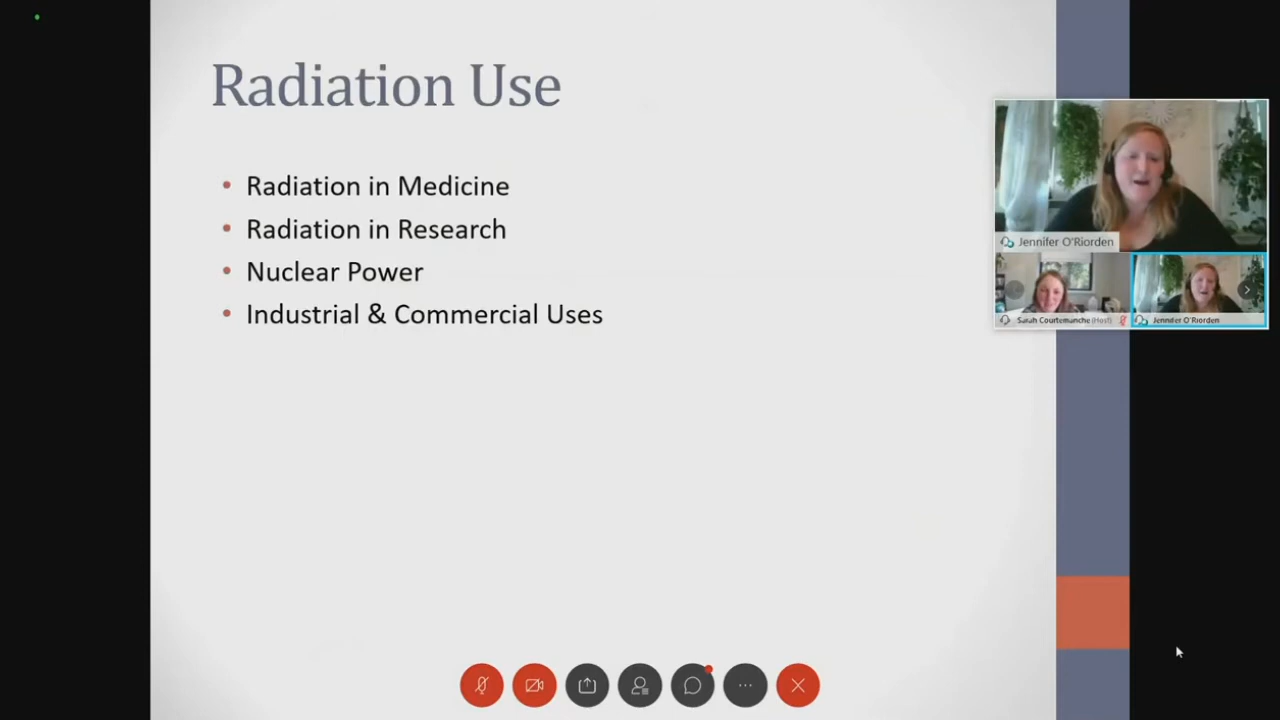 Radiation Use
• Radiation in Medicine
• Radiation in Research
• Nuclear Power
• Industrial & Commercial Uses
Jennifer O'Riorden
Sarah Courtemanche (Host)
Jennifer O'Riorden